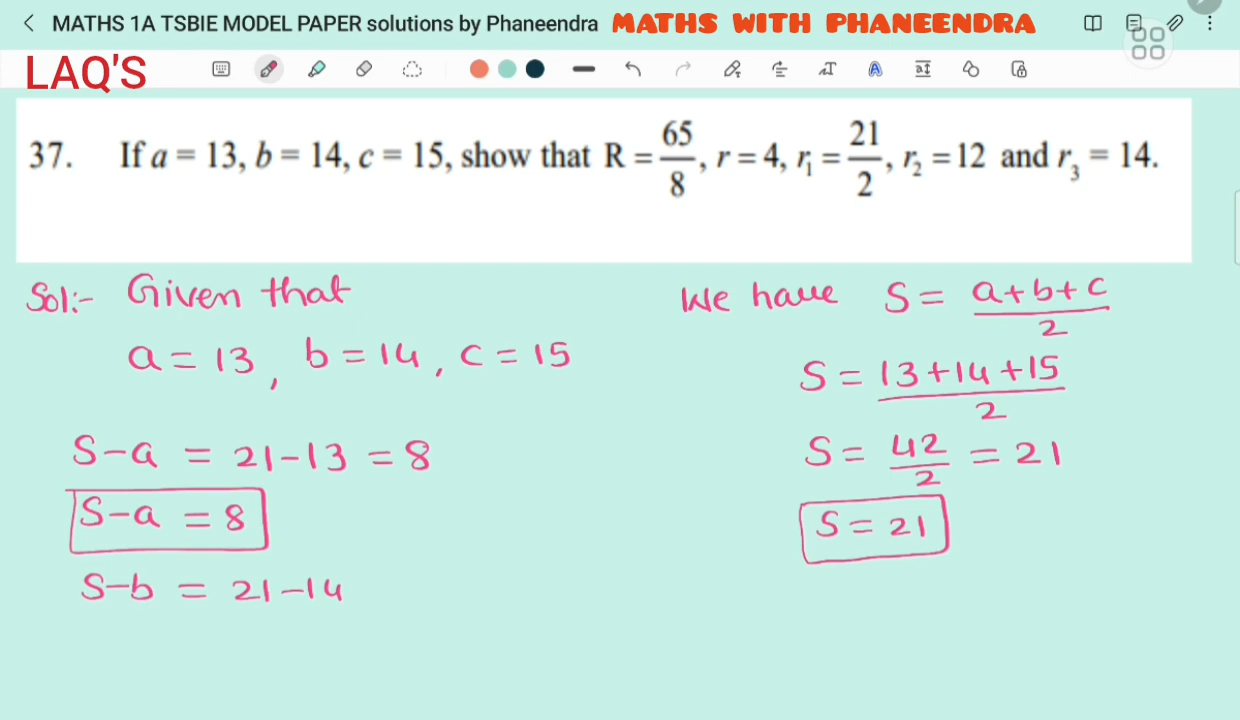 MATHS 1A TSBIE MODEL PAPER solutions by Phaneendra MATHS WITH PHANEENDRA
LAQ'S
37. If a = 13, b = 14, c = 15, show that R = 65/8, r = 4, r₁ = 21/2, r₂ = 12 and r₃ = 14.
Sol:- Given that
a = 13, b = 14, c = 15
S-a = 21-13 = 8
S-a = 8
S-b = 21-14
We have S = a+b+c/2
S = 13+14+15/2
S = 42/2 = 21
S = 21